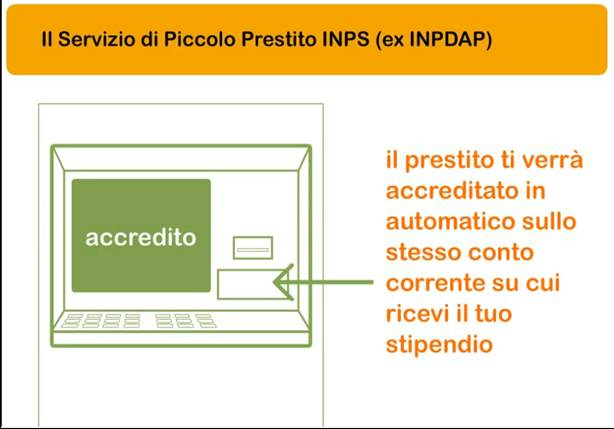 Il Servizio di Piccolo Prestito INPS (ex INPDAP)
accredito
il prestito ti verrà
accreditato in
automatico sullo
stesso conto
corrente su cui
ricevi il tuo
stipendio